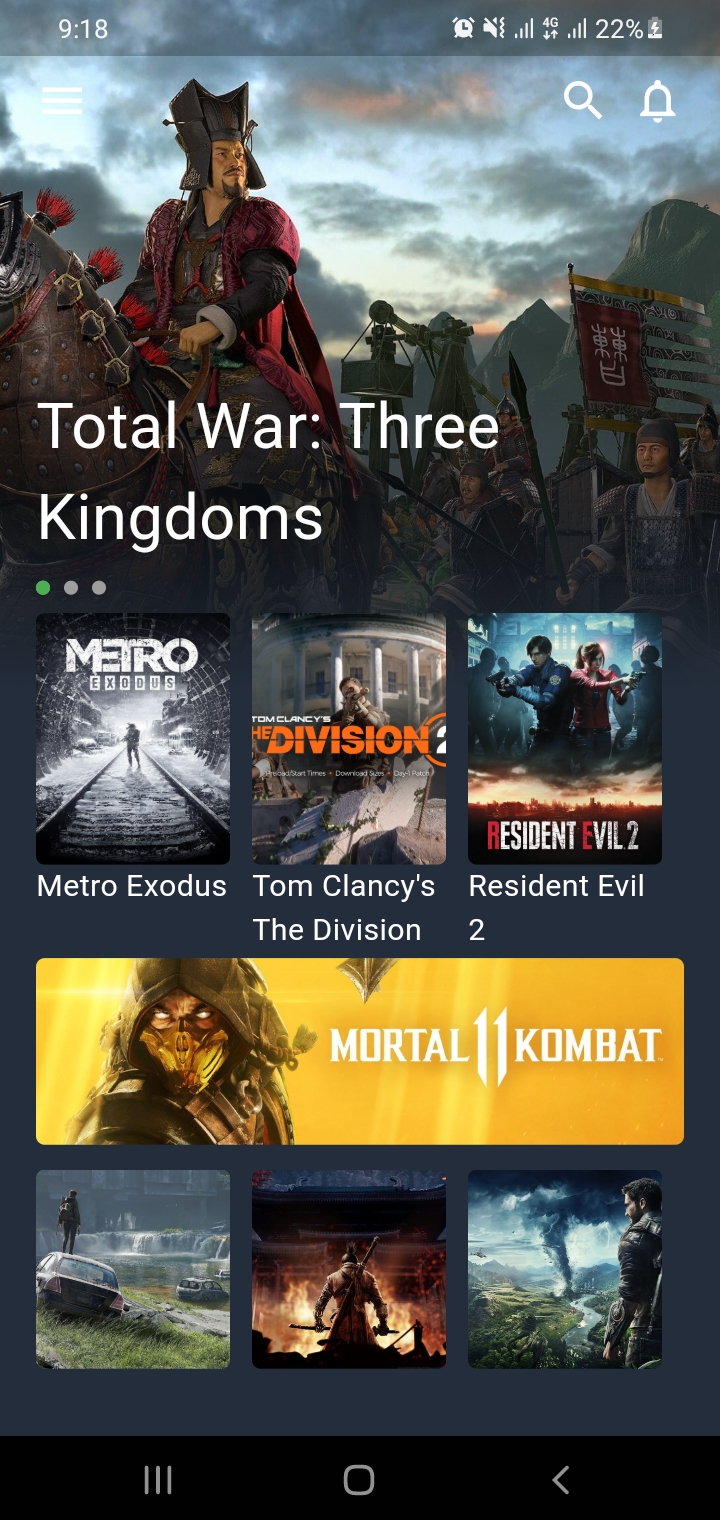 9:18
4G
22%
Total War: Three
Kingdoms
METRO
EXODUS
TOM CLANCY'S
THE DIVISION 2
Preload/Start Times • Download Sizes • Day-1 Patch
RESIDENT EVIL 2
Metro Exodus
Tom Clancy's
The Division
Resident Evil
2
MORTAL 11 KOMBAT